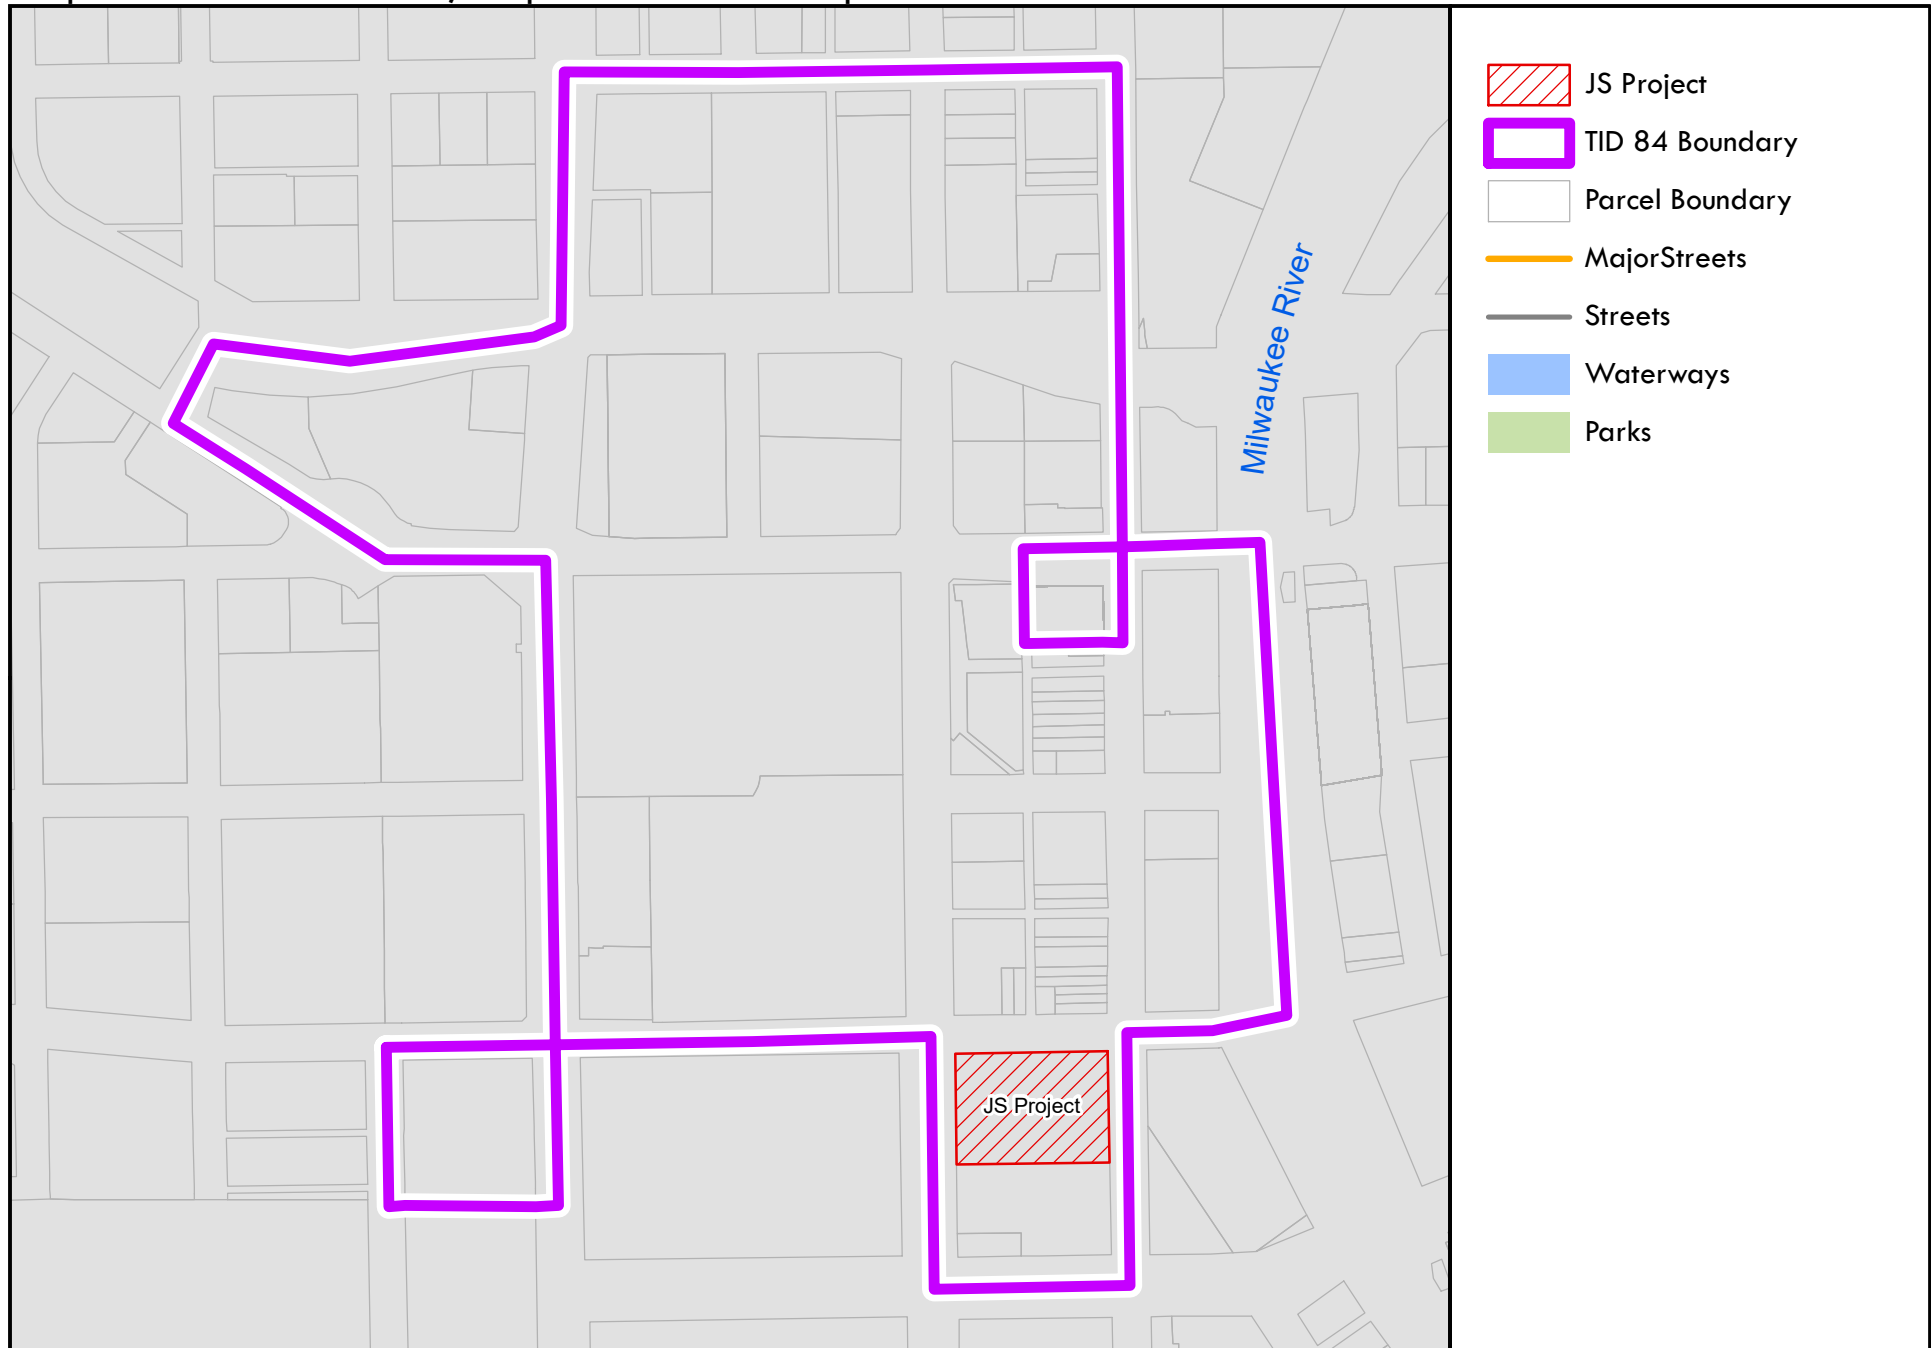 JS Project
TID 84 Boundary
Parcel Boundary
MajorStreets
Streets
Waterways
Parks
Milwaukee River
JS Project